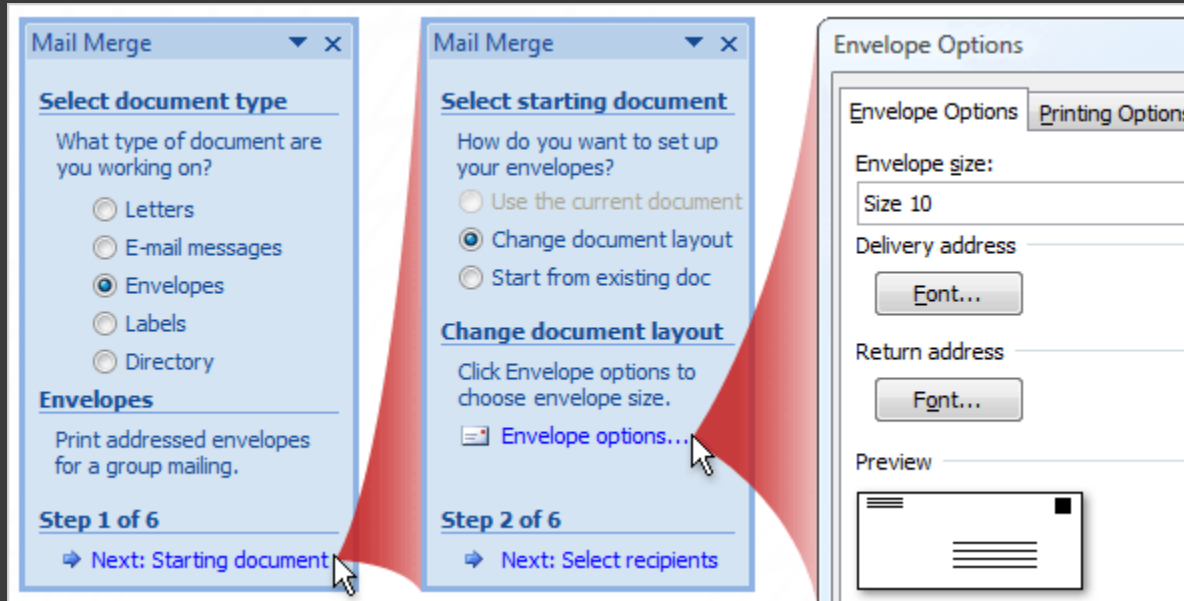 Mail Merge
Select document type
What type of document are
you working on?
Letters
E-mail messages
Envelopes
Labels
Directory
Envelopes
Print addressed envelopes
for a group mailing.
Step 1 of 6
Next: Starting document
Mail Merge
Select starting document
How do you want to set up
your envelopes?
Use the current document
Change document layout
Start from existing doc
Change document layout
Click Envelope options to
choose envelope size.
Envelope options...
Step 2 of 6
Next: Select recipients
Envelope Options
Envelope Options
Printing Options
Envelope size:
Size 10
Delivery address
Font...
Return address
Font...
Preview